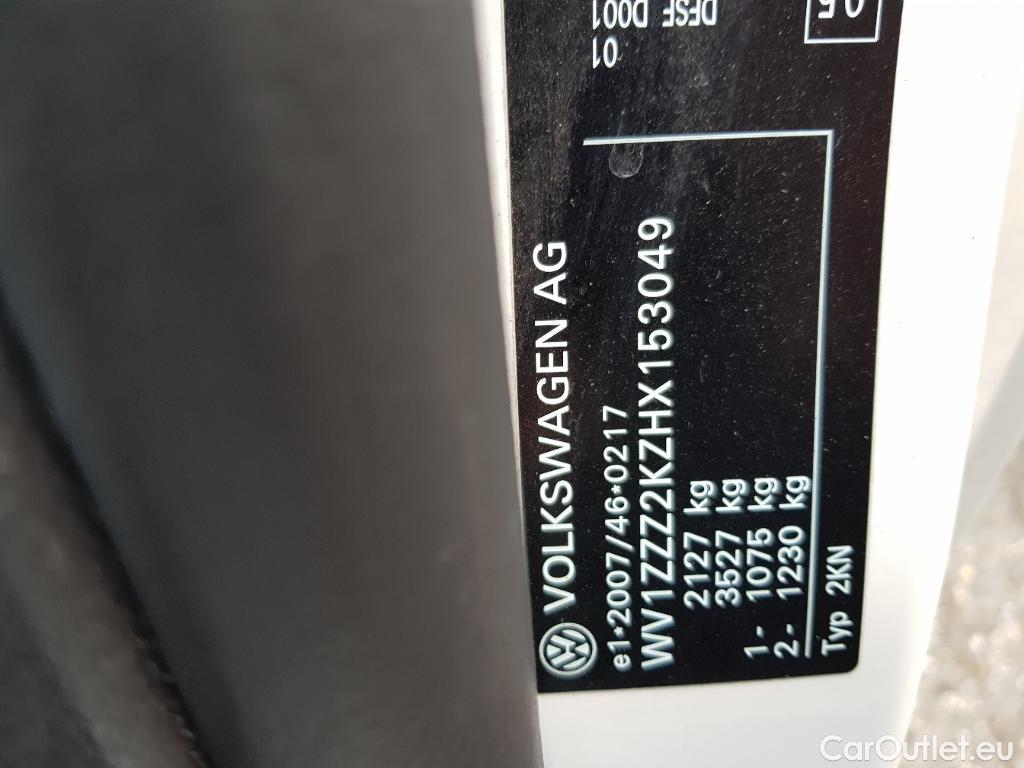 VOLKSWAGEN AG
e1*2007/46*0217
WV1ZZZ2KZHX153049
2127 kg
3527 kg
1- 1075 kg
2- 1230 kg
Typ 2KN
01
DFSF D001
CarOutlet.eu